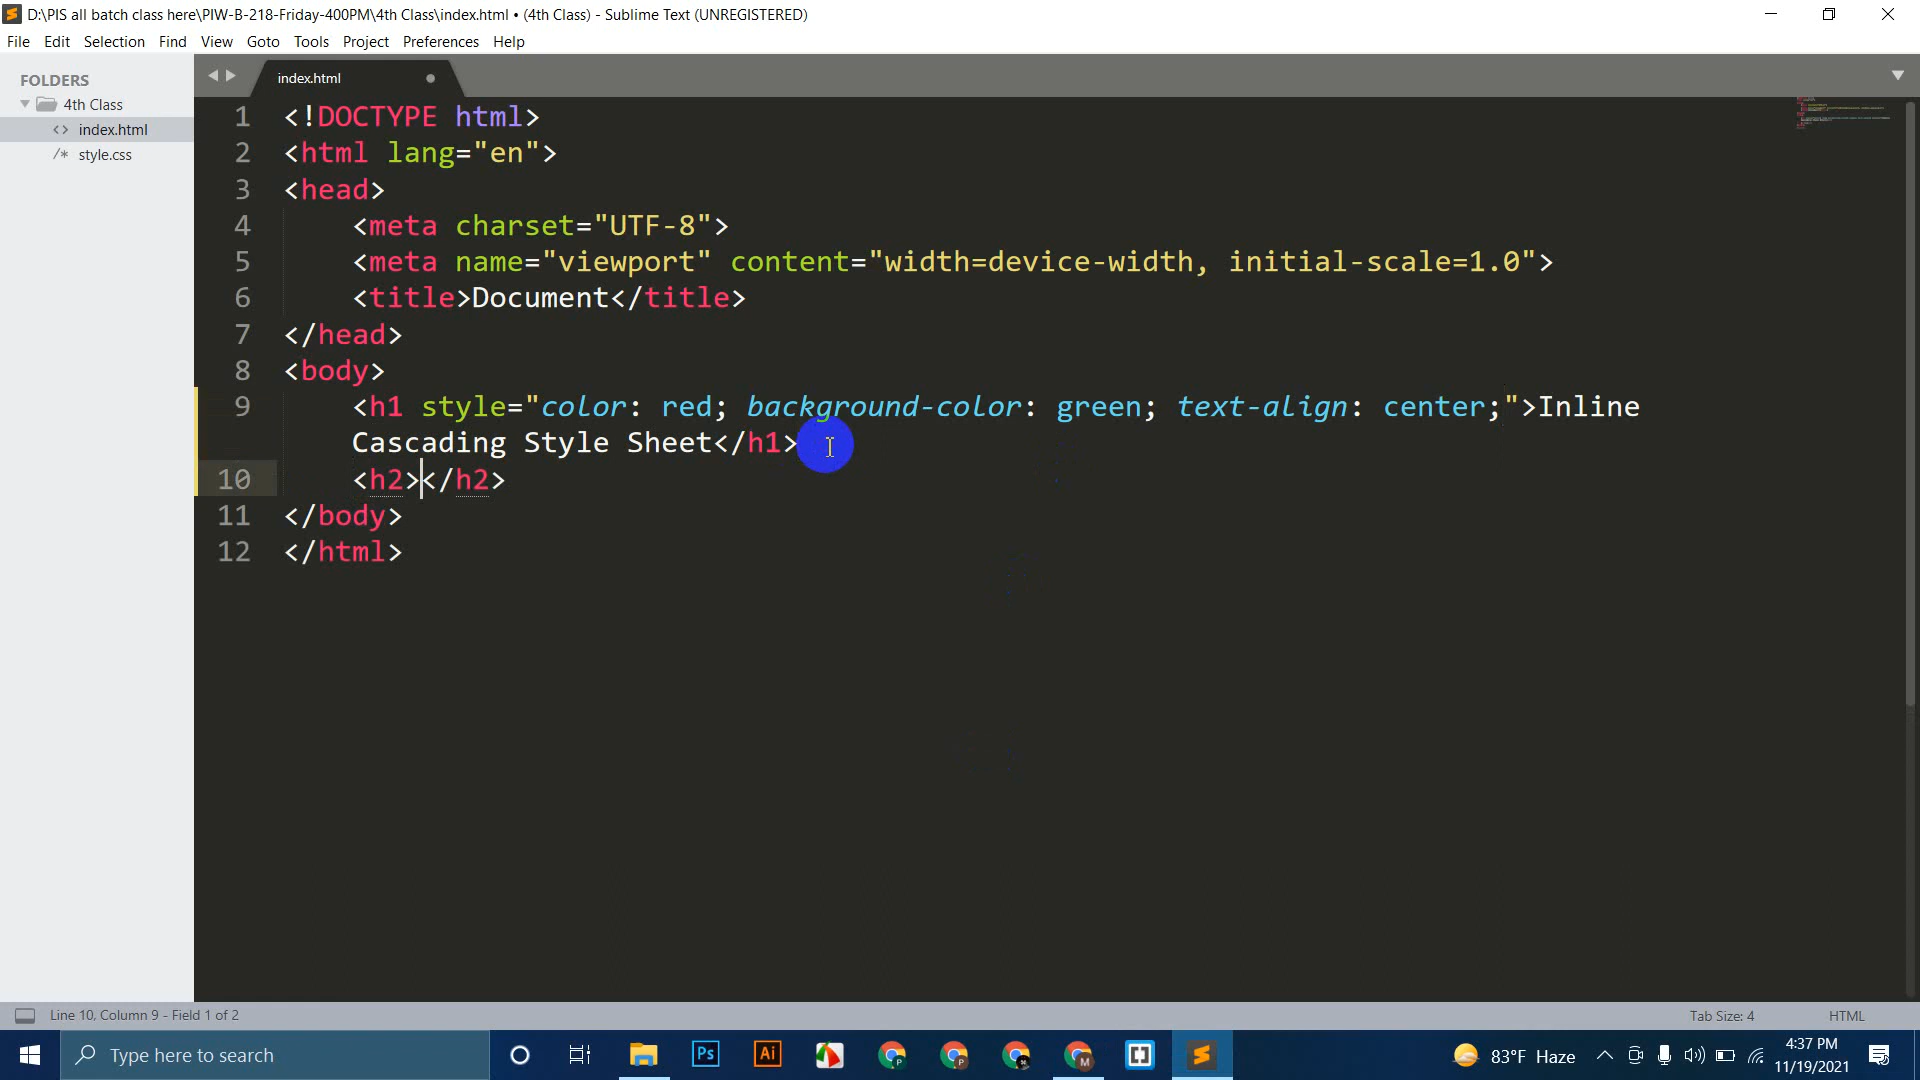 D:\PIS all batch class here\PIW-B-218-Friday-400PM\4th Class\index.html • (4th Class) - Sublime Text (UNREGISTERED)
File Edit Selection Find View Goto Tools Project Preferences Help
FOLDERS
4th Class
<> index.html
/* style.css
index.html
1 <!DOCTYPE html>
2 <html lang="en">
3 <head>
4 <meta charset="UTF-8">
5 <meta name="viewport" content="width=device-width, initial-scale=1.0">
6 <title>Document</title>
7 </head>
8 <body>
9 <h1 style="color: red; background-color: green; text-align: center;">Inline
Cascading Style Sheet</h1>
10 <h2></h2>
11 </body>
12 </html>
Line 10, Column 9 - Field 1 of 2
Tab Size: 4
HTML
Type here to search
Ps
Ai
83°F Haze
4:37 PM
11/19/2021